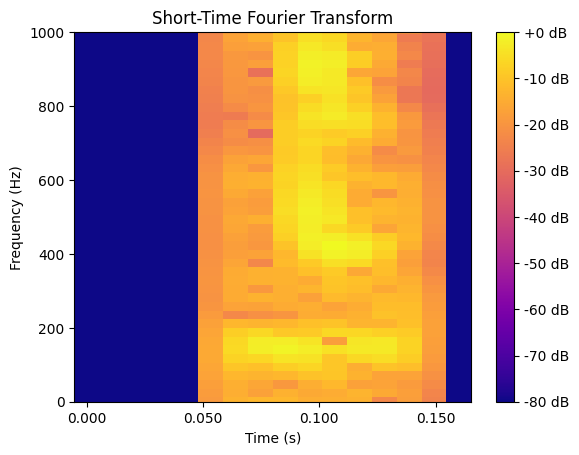 Short-Time Fourier Transform
1000
800
600
400
200
0
Frequency (Hz)
0.000
0.050
0.100
0.150
Time (s)
+0 dB
-10 dB
-20 dB
-30 dB
-40 dB
-50 dB
-60 dB
-70 dB
-80 dB